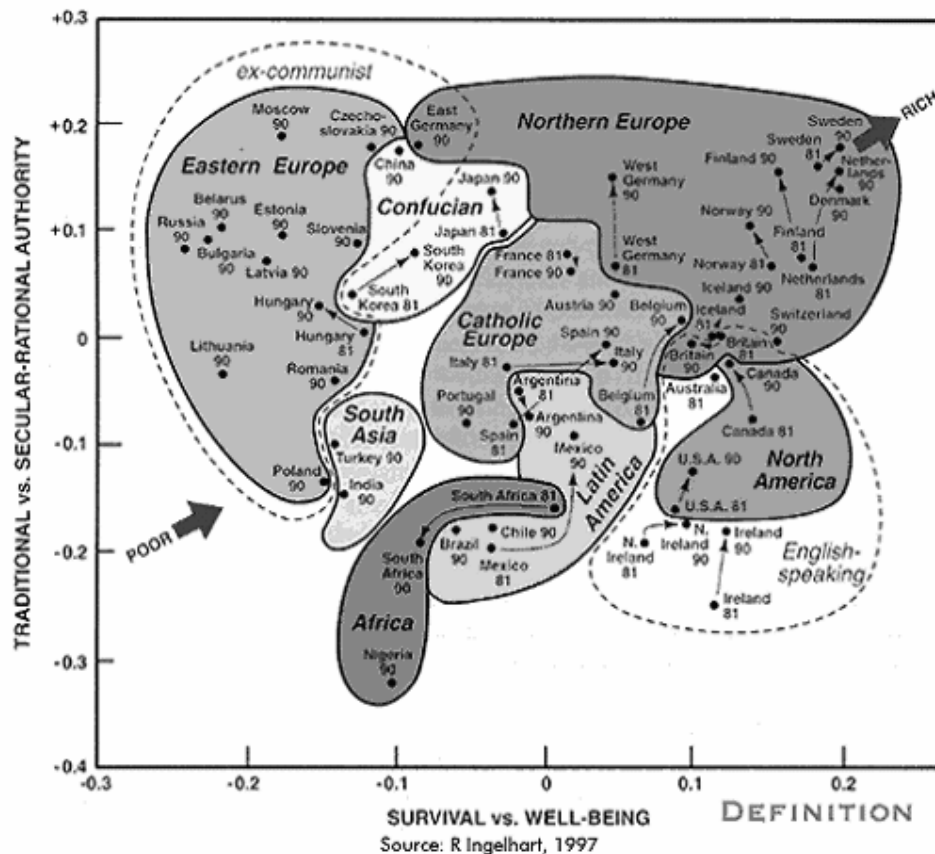 +0.3
+0.2
+0.1
0
-0.1
-0.2
-0.3
-0.4
TRADITIONAL vs. SECULAR-RATIONAL AUTHORITY
ex-communist
Moscow
90
Czecho-
slovakia 90
East
Germany
90
Northern Europe
Sweden
90
RICH
Eastern Europe
China
90
West
Germany
90
Finland 90
Sweden
81
Nether-
lands
90
Denmark
90
Belarus
90
Russia
90
Estonia
90
Bulgaria
90
Latvia 90
Slovenia
90
Confucian
Japan 90
Japan 81
South
Korea
90
South
Korea 81
France 81
France 90
West
Germany
81
Norway
90
Norway 81
Finland
81
Netherlands
81
Hungary
90
Hungary
81
Catholic
Europe
Austria 90
Belgium
90
Iceland 90
Iceland
81
Switzerland
90
Lithuania
90
Romania
90
Spain 90
Italy 81
Italy
90
Britain
90
Britain
81
Argentina
81
Belgium
81
Australia
81
Canada
90
Portugal
90
Spain
81
Argentina
90
Canada 81
South
Asia
Turkey 90
India
90
Mexico
90
Latin
America
U.S.A. 90
U.S.A. 81
North
America
Poland
90
POOR
South Africa 81
South
Africa
90
Brazil
90
Chile 90
Mexico
81
N.
Ireland
81
N.
Ireland
90
Ireland
90
English-
speaking
Ireland
81
Africa
Nigeria
90
-0.3
-0.2
-0.1
0
0.1
0.2
SURVIVAL vs. WELL-BEING
DEFINITION
Source: R Ingelhart, 1997